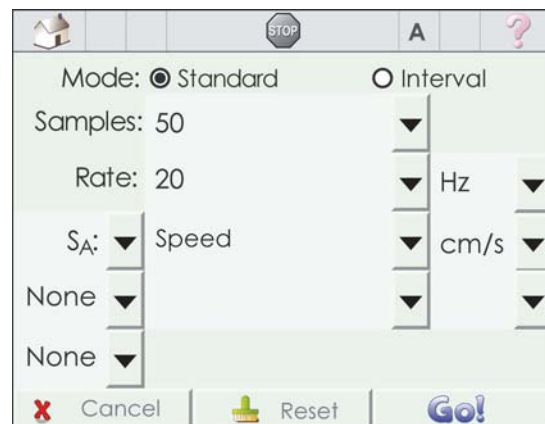 STOP A ?
Mode: Standard Interval
Samples: 50
Rate: 20 Hz
SA: Speed cm/s
None
None
Cancel Reset Go!